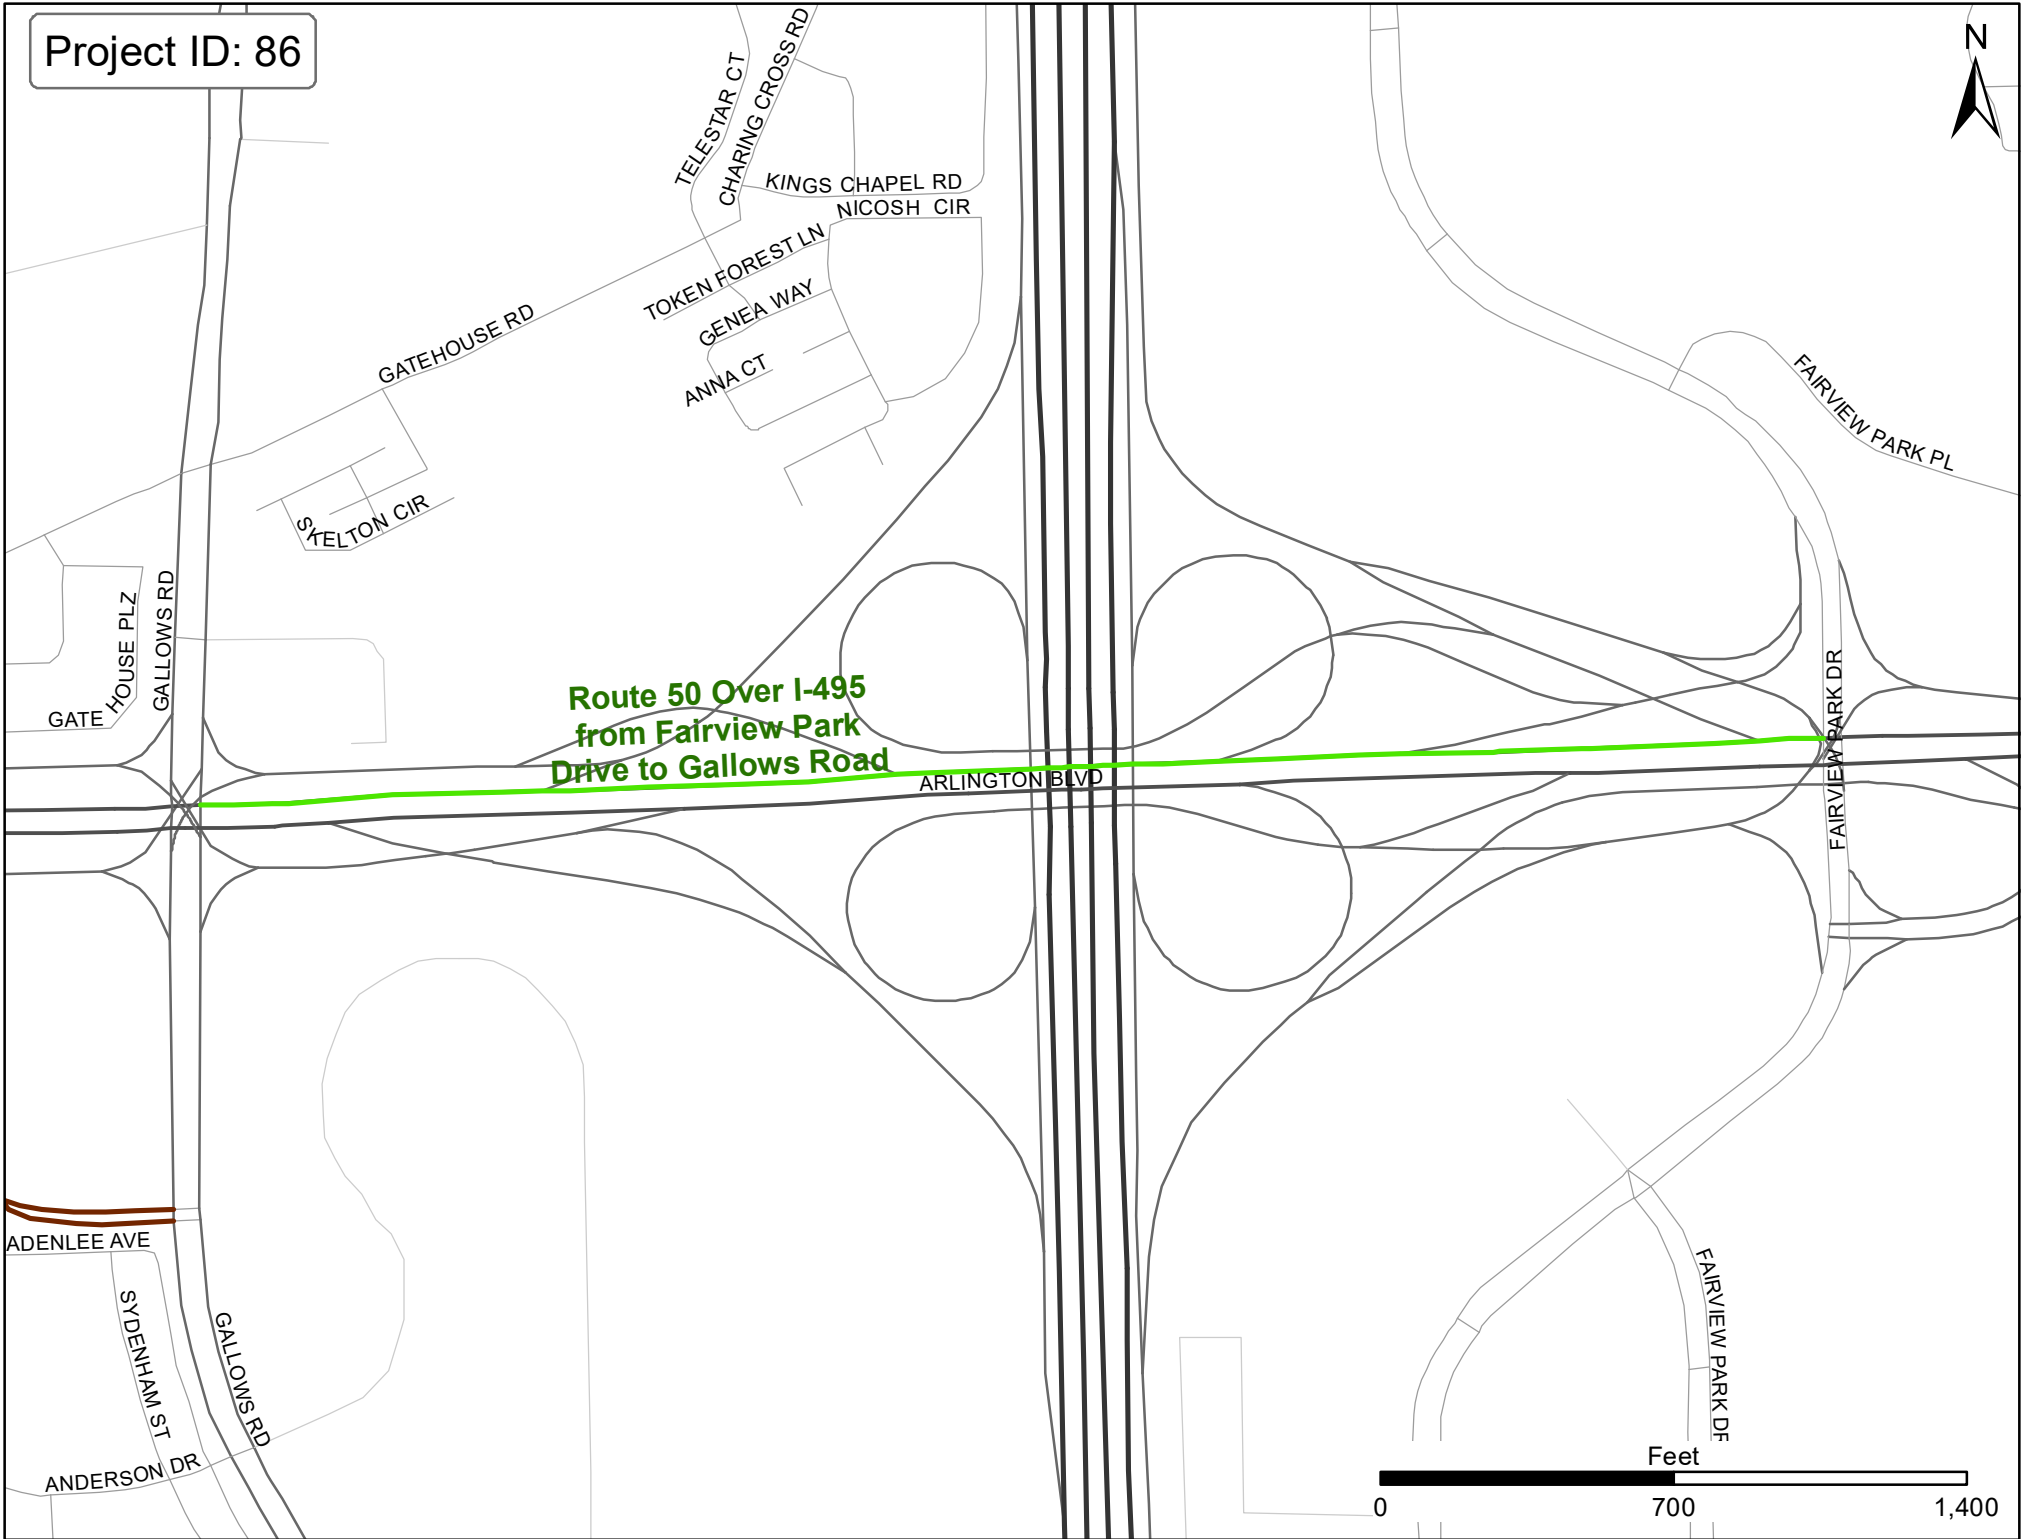 Project ID: 86
N
TELESTAR CT
CHARING CROSS RD
KINGS CHAPEL RD
NICOSH CIR
TOKEN FOREST LN
GENEA WAY
ANNA CT
GATEHOUSE RD
FAIRVIEW PARK PL
SKELTON CIR
GATE HOUSE PLZ
GALLOWS RD
Route 50 Over I-495
from Fairview Park
Drive to Gallows Road
ARLINGTON BLVD
FAIRVIEW PARK DR
ADENLEE AVE
SYDENHAM ST
GALLOWS RD
ANDERSON DR
FAIRVIEW PARK DR
Feet
0 700 1,400